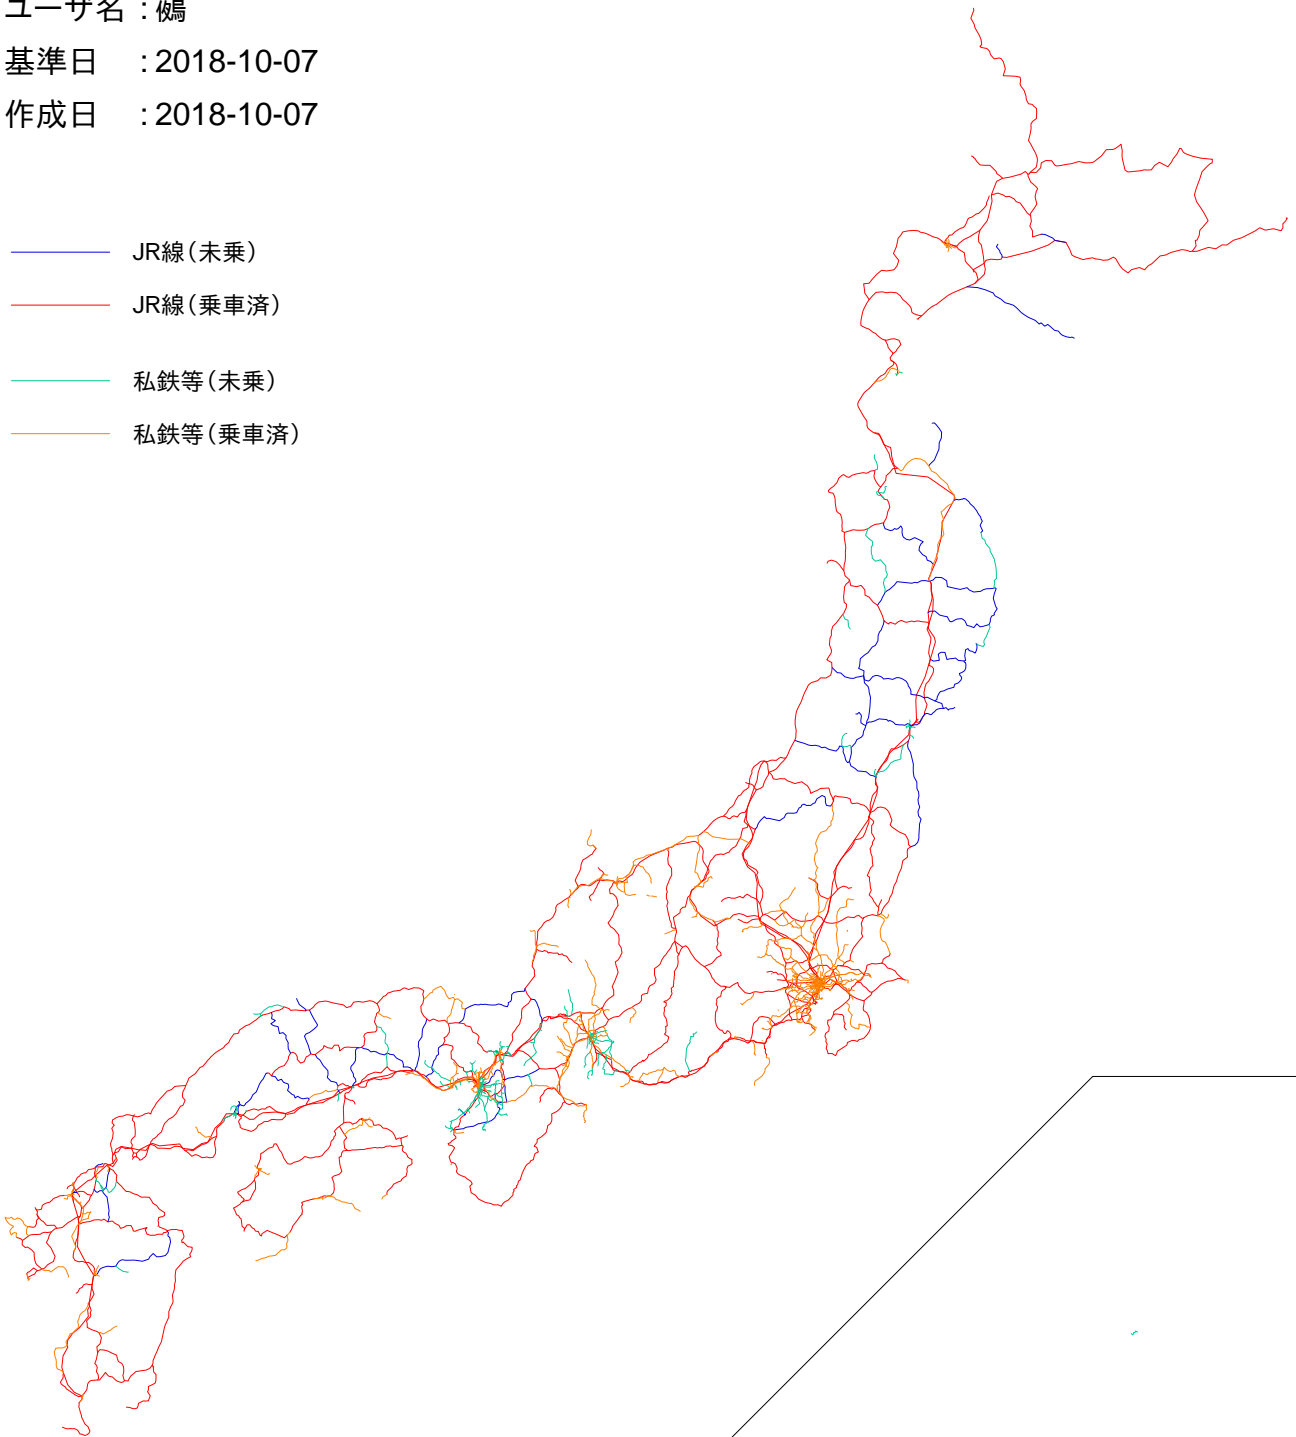 ユーザ名 : 鵺
基準日 : 2018-10-07
作成日 : 2018-10-07
JR線(未乗)
JR線(乗車済)
私鉄等(未乗)
私鉄等(乗車済)